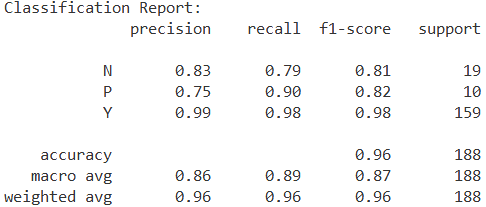 Classification Report:
precision recall f1-score support
N 0.83 0.79 0.81 19
P 0.75 0.90 0.82 10
Y 0.99 0.98 0.98 159
accuracy 0.96 188
macro avg 0.86 0.89 0.87 188
weighted avg 0.96 0.96 0.96 188